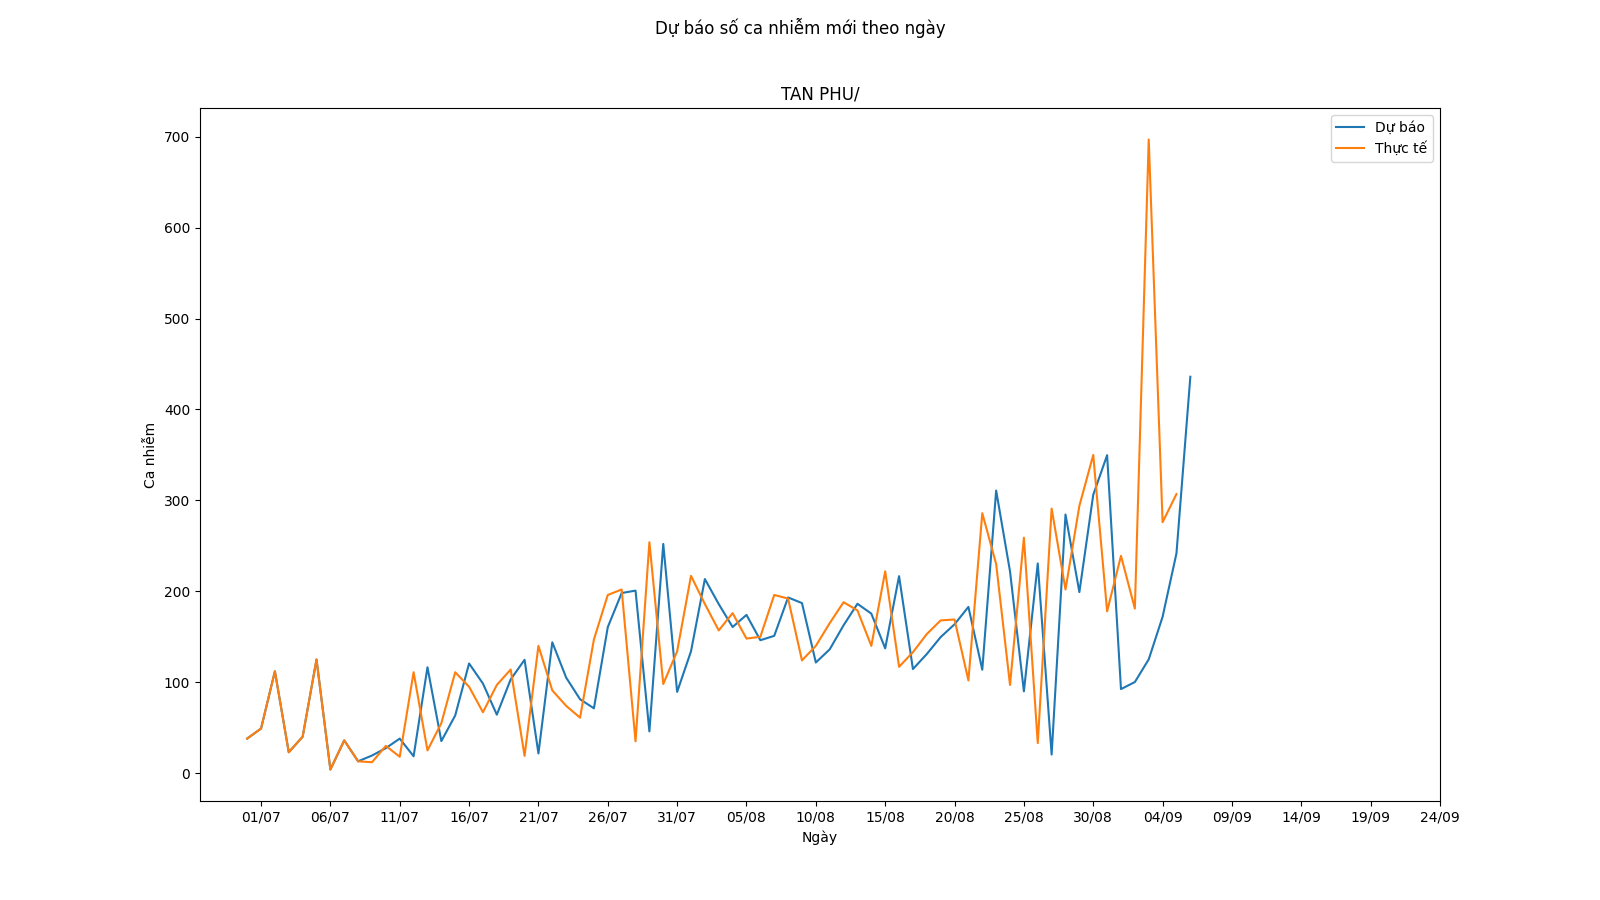 Dự báo số ca nhiễm mới theo ngày
TAN PHU/
Dự báo
Thực tế
700
600
500
400
300
200
100
0
Ca nhiễm
01/07 06/07 11/07 16/07 21/07 26/07 31/07 05/08 10/08 15/08 20/08 25/08 30/08 04/09 09/09 14/09 19/09 24/09
Ngày